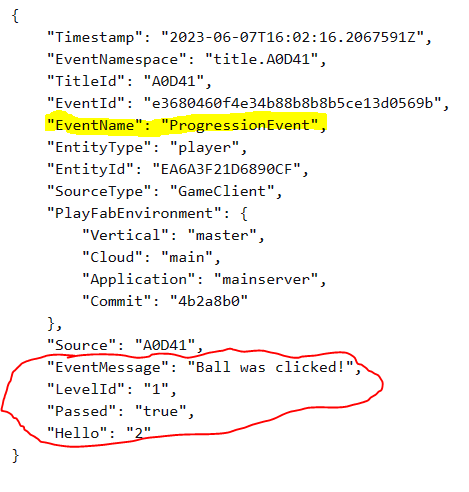 {
"Timestamp": "2023-06-07T16:02:16.2067591Z",
"EventNamespace": "title.A0D41",
"TitleId": "A0D41",
"EventId": "e3680460f4e34b88b8b8b5ce13d0569b",
"EventName": "ProgressionEvent",
"EntityType": "player",
"EntityId": "EA6A3F21D6890CF",
"SourceType": "GameClient",
"PlayFabEnvironment": {
"Vertical": "master",
"Cloud": "main",
"Application": "mainserver",
"Commit": "4b2a8b0"
},
"Source": "A0D41",
"EventMessage": "Ball was clicked!",
"LevelId": "1",
"Passed": "true",
"Hello": "2"
}